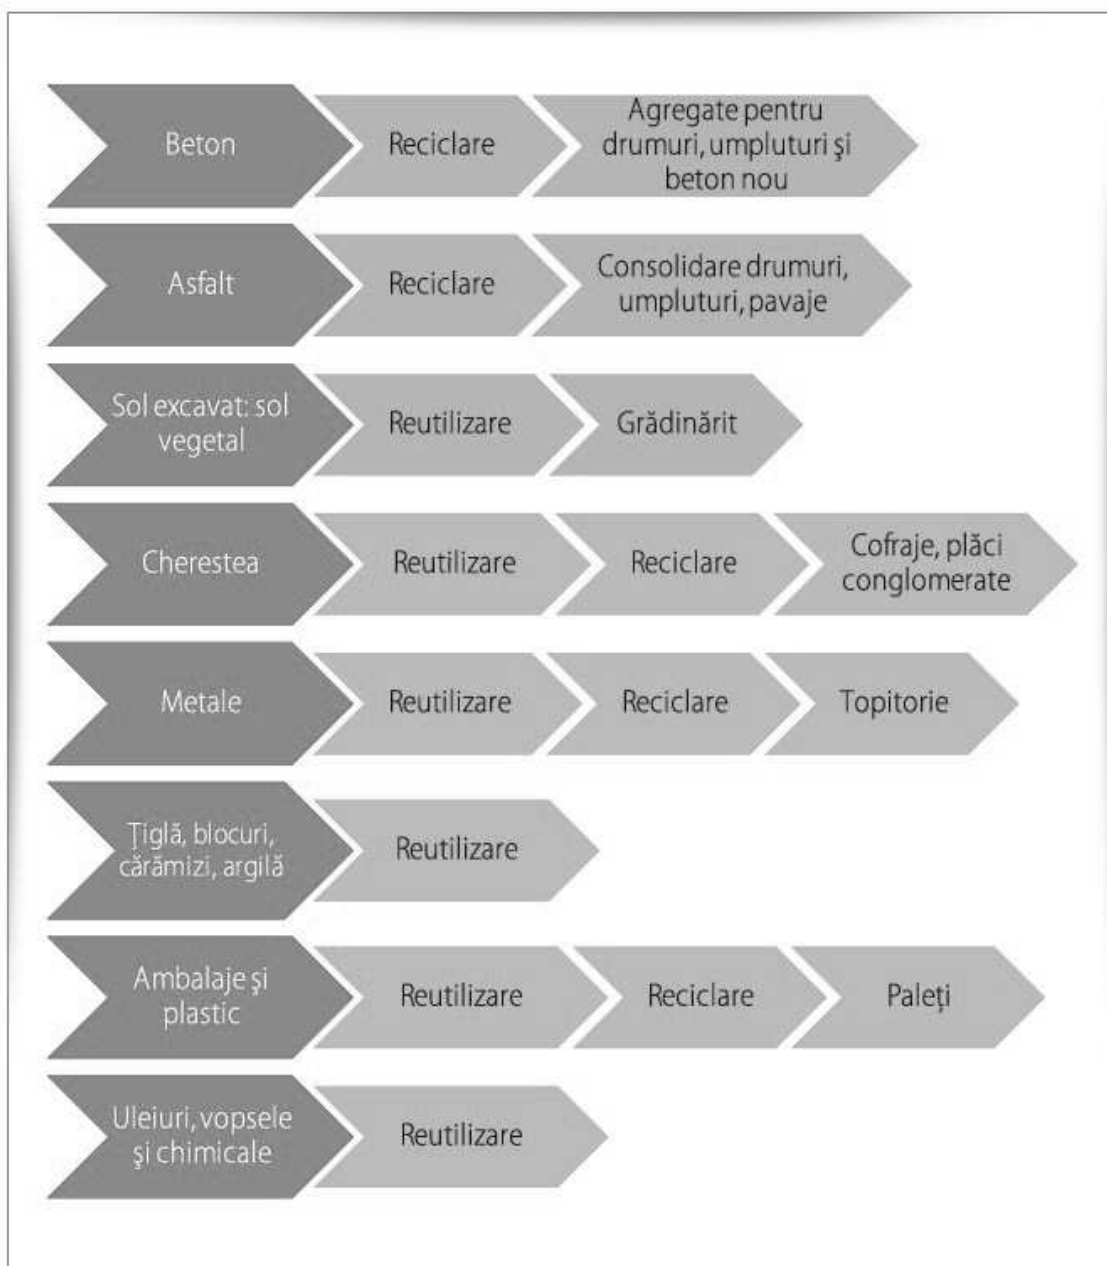 Beton
Reciclare
Agregate pentru
drumuri, umpluturi şi
beton nou
Asfalt
Reciclare
Consolidare drumuri,
umpluturi, pavaje
Sol excavat: sol
vegetal
Reutilizare
Grădinărit
Cherestea
Reutilizare
Reciclare
Cofraje, plăci
conglomerate
Metale
Reutilizare
Reciclare
Topitorie
Ţiglă, blocuri,
cărămizi, argilă
Reutilizare
Ambalaje şi
plastic
Reutilizare
Reciclare
Paleţi
Uleiuri, vopsele
şi chimicale
Reutilizare